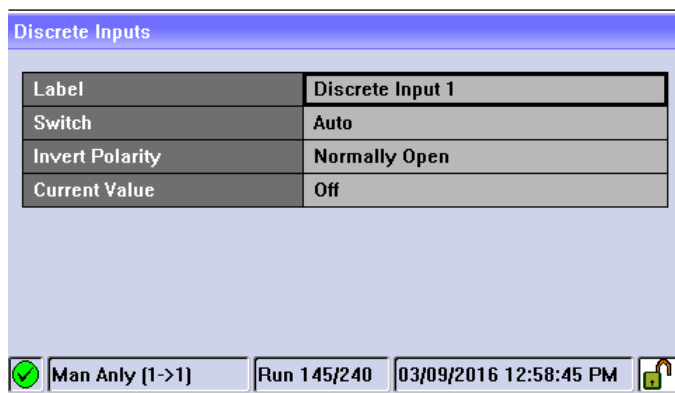 Discrete Inputs
Label Discrete Input 1
Switch Auto
Invert Polarity Normally Open
Current Value Off
Man Anly (1->1) Run 145/240 03/09/2016 12:58:45 PM